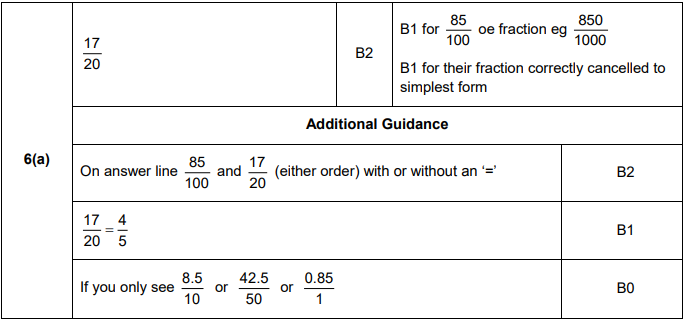 6(a)
17/20
B2
B1 for 85/100 oe fraction eg 850/1000
B1 for their fraction correctly cancelled to
simplest form
Additional Guidance
On answer line 85/100 and 17/20 (either order) with or without an ‘=’
B2
17/20 = 4/5
B1
If you only see 8.5/10 or 42.5/50 or 0.85/1
B0